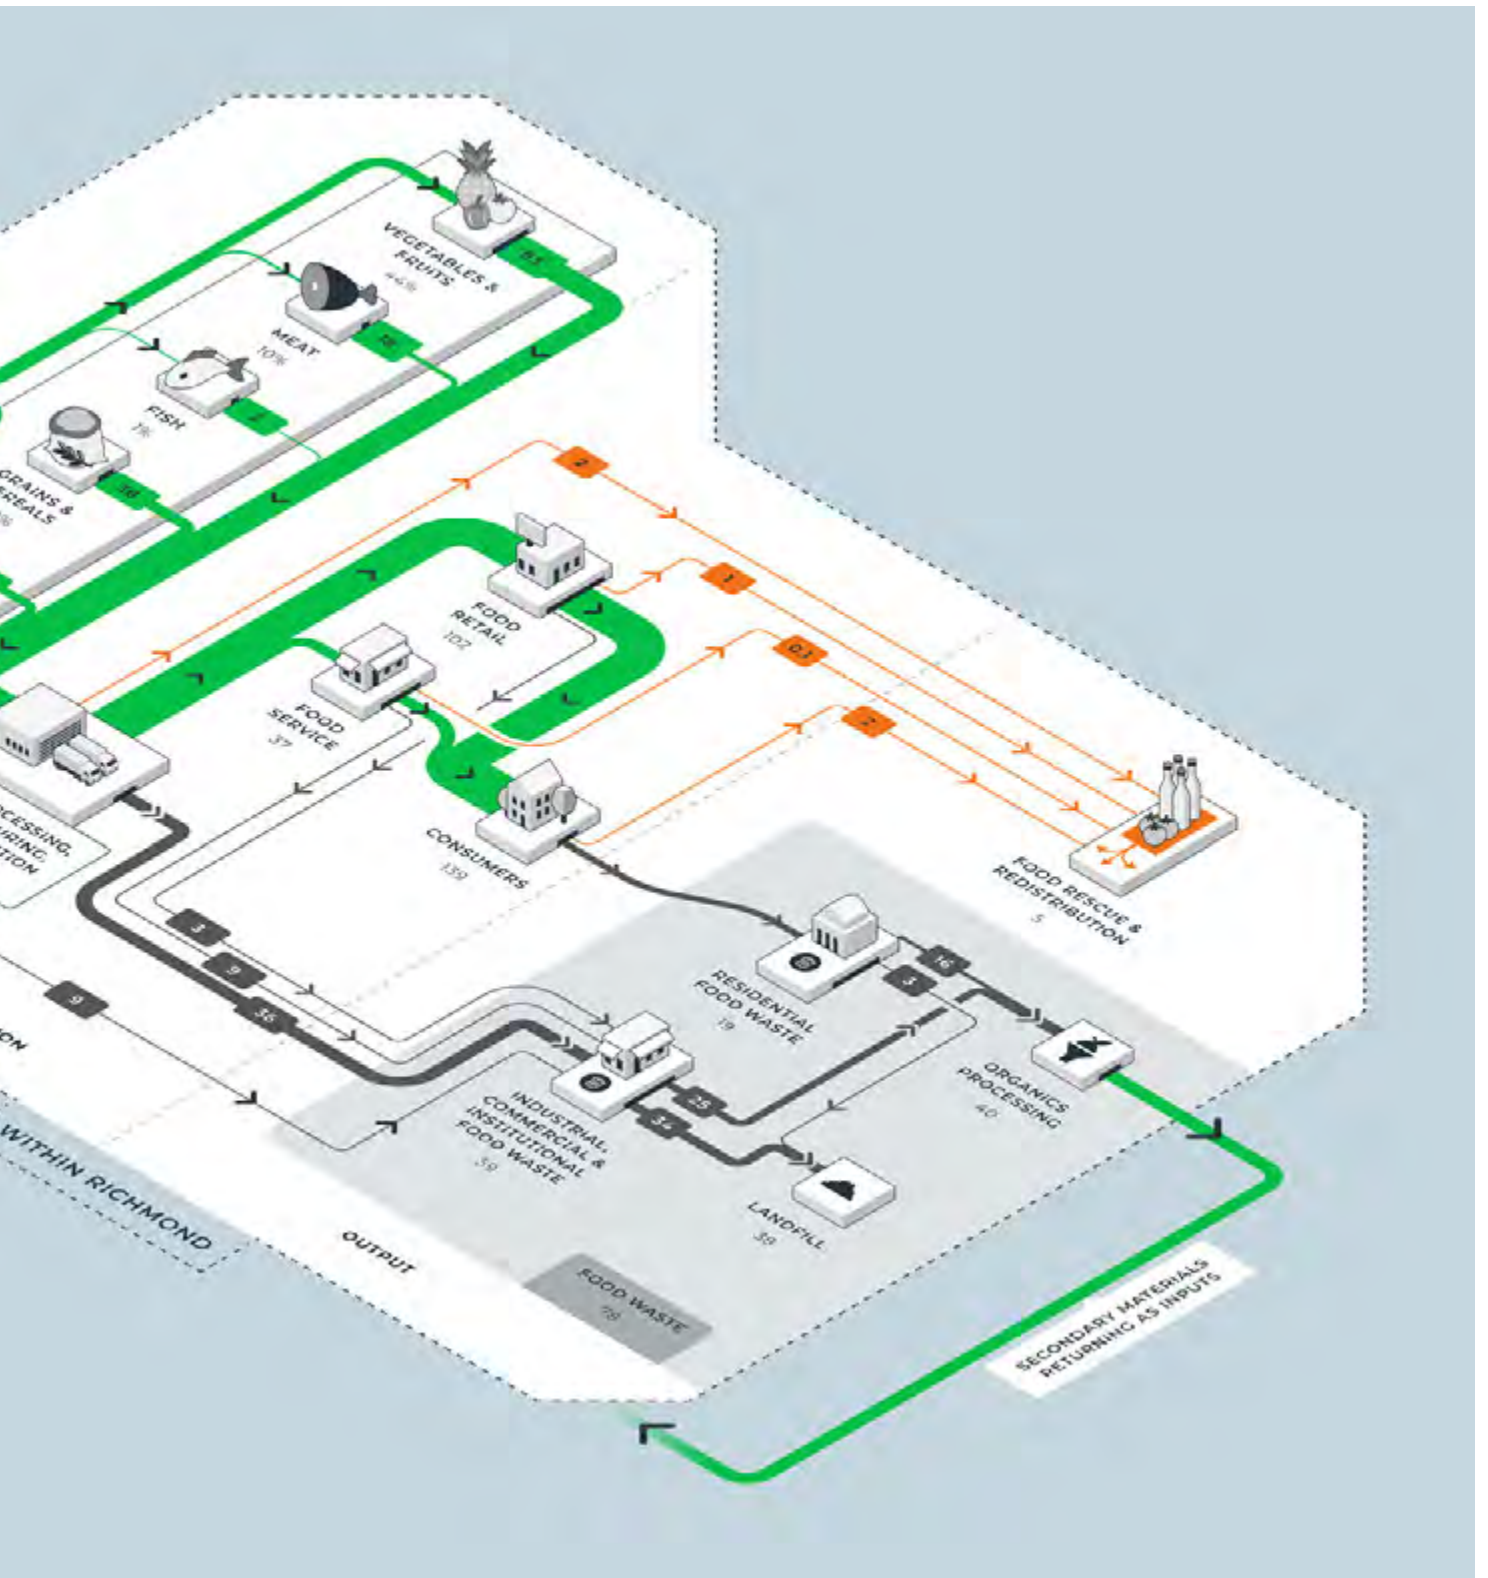 VEGETABLES &
FRUITS
44%
MEAT
10%
18
FISH
1%
2
GRAINS &
CEREALS
2
1
0.1
2
FOOD
RETAIL
102
FOOD
SERVICE
37
CONSUMERS
139
FOOD RESCUE &
REDISTRIBUTION
5
3
9
9
RESIDENTIAL
FOOD WASTE
19
16
3
ORGANICS
PROCESSING
40
INDUSTRIAL,
COMMERCIAL &
INSTITUTIONAL
FOOD WASTE
59
25
34
LANDFILL
38
WITHIN RICHMOND
OUTPUT
FOOD WASTE
78
SECONDARY MATERIALS
RETURNING AS INPUTS